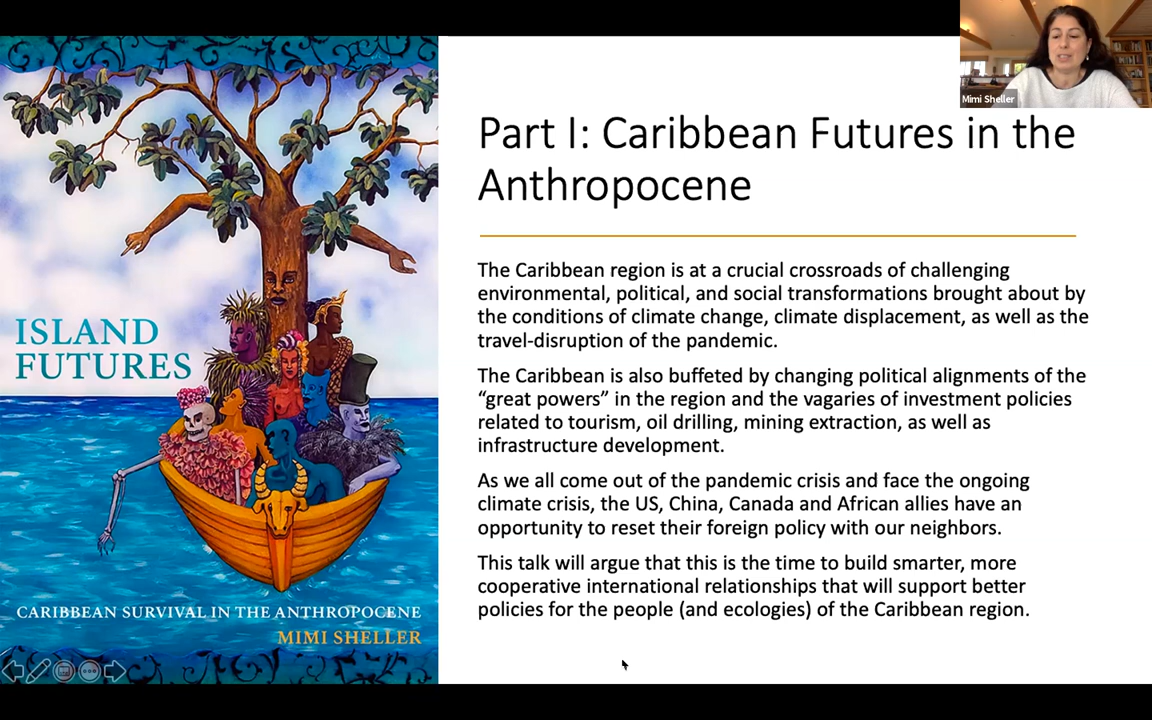 Mimi Sheller
Part I: Caribbean Futures in the
Anthropocene
The Caribbean region is at a crucial crossroads of challenging
environmental, political, and social transformations brought about by
the conditions of climate change, climate displacement, as well as the
travel-disruption of the pandemic.
The Caribbean is also buffeted by changing political alignments of the
“great powers” in the region and the vagaries of investment policies
related to tourism, oil drilling, mining extraction, as well as
infrastructure development.
As we all come out of the pandemic crisis and face the ongoing
climate crisis, the US, China, Canada and African allies have an
opportunity to reset their foreign policy with our neighbors.
This talk will argue that this is the time to build smarter, more
cooperative international relationships that will support better
policies for the people (and ecologies) of the Caribbean region.
ISLAND
FUTURES
CARIBBEAN SURVIVAL IN THE ANTHROPOCENE
MIMI SHELLER